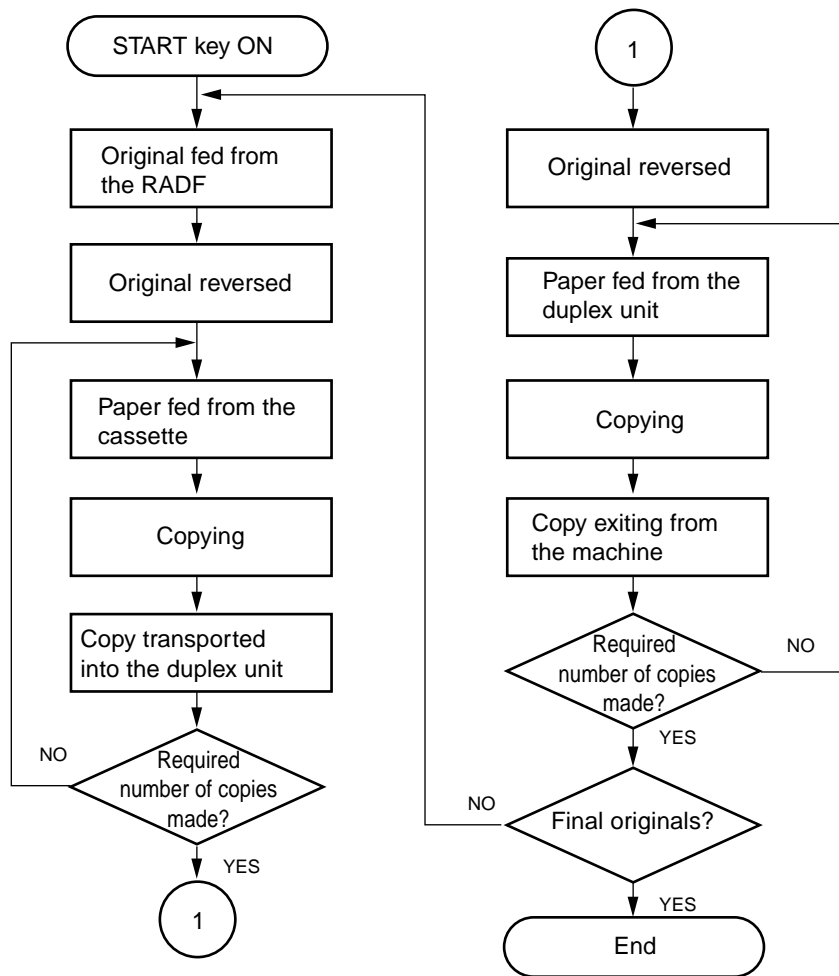 START key ON
Original fed from
the RADF
Original reversed
Paper fed from the
cassette
Copying
Copy transported
into the duplex unit
Required
number of copies
made?
NO
YES
1
1
Original reversed
Paper fed from the
duplex unit
Copying
Copy exiting from
the machine
Required
number of copies
made?
NO
YES
Final originals?
NO
YES
End